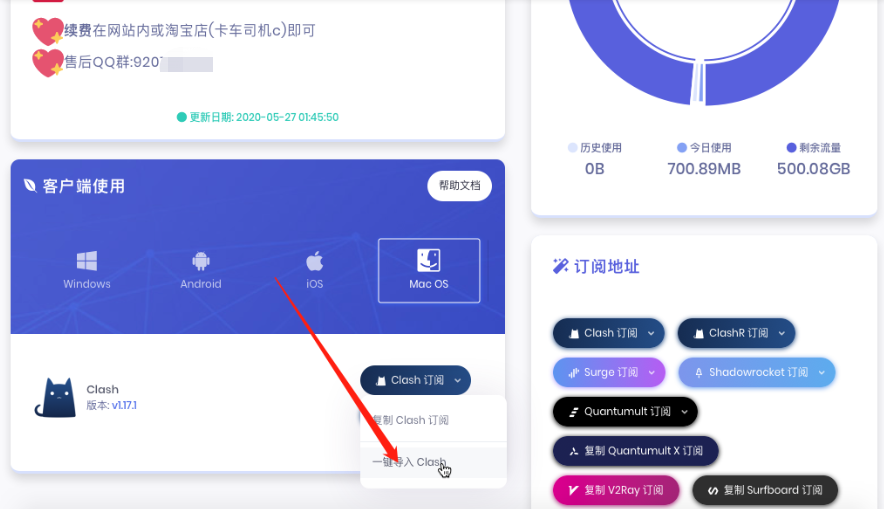 续费在网站内或淘宝店(卡车司机c)即可
售后QQ群:920
更新日期: 2020-05-27 01:45:50
客户端使用
帮助文档
Windows
Android
iOS
Mac OS
Clash
版本: v1.17.1
Clash 订阅
复制 Clash 订阅
一键导入 Clash
历史使用
今日使用
剩余流量
0B
700.89MB
500.08GB
订阅地址
Clash 订阅
ClashR 订阅
Surge 订阅
Shadowrocket 订阅
Quantumult 订阅
复制 Quantumult X 订阅
复制 V2Ray 订阅
复制 Surfboard 订阅